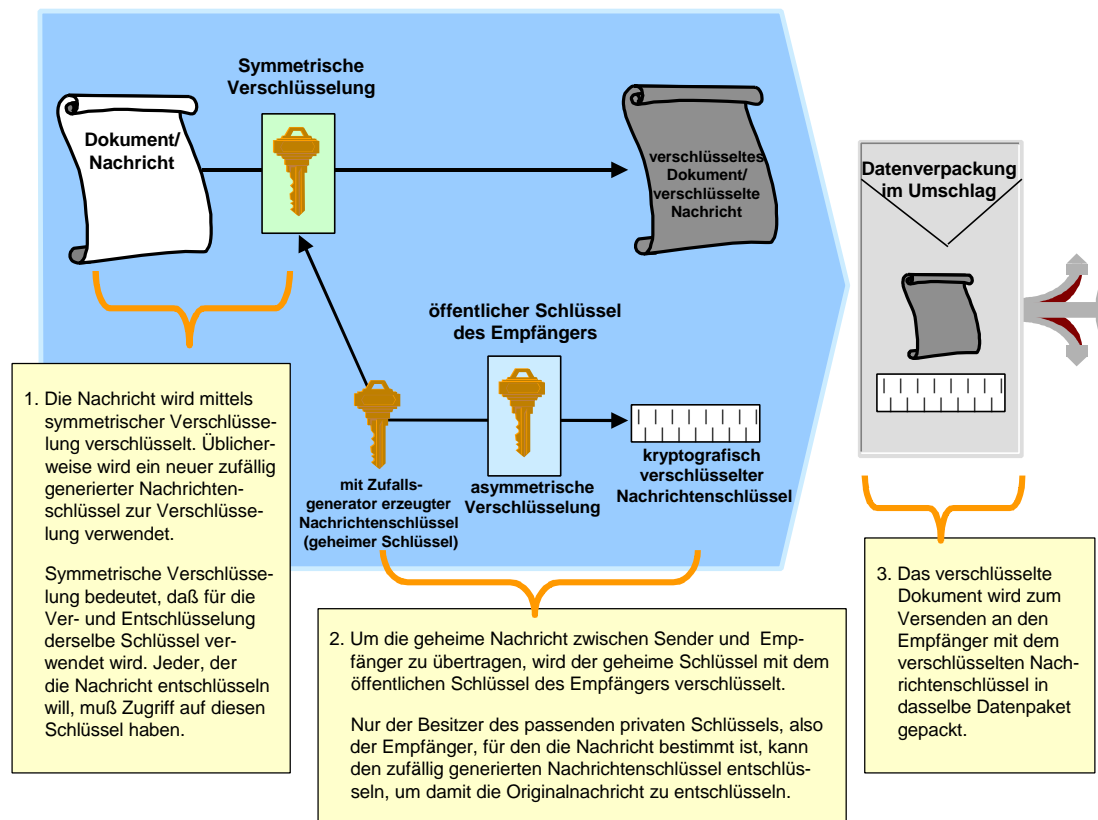 Symmetrische
Verschlüsselung
Dokument/
Nachricht
verschlüsseltes
Dokument/
verschlüsselte
Nachricht
Datenverpackung
im Umschlag
öffentlicher Schlüssel
des Empfängers
mit Zufalls-
generator erzeugter
Nachrichtenschlüssel
(geheimer Schlüssel)
asymmetrische
Verschlüsselung
kryptografisch
verschlüsselter
Nachrichtenschlüssel
1. Die Nachricht wird mittels
symmetrischer Verschlüsse-
lung verschlüsselt. Üblicher-
weise wird ein neuer zufällig
generierter Nachrichten-
schlüssel zur Verschlüsse-
lung verwendet.
Symmetrische Verschlüsse-
lung bedeutet, daß für die
Ver- und Entschlüsselung
derselbe Schlüssel ver-
wendet wird. Jeder, der
die Nachricht entschlüsseln
will, muß Zugriff auf diesen
Schlüssel haben.
2. Um die geheime Nachricht zwischen Sender und Emp-
fänger zu übertragen, wird der geheime Schlüssel mit dem
öffentlichen Schlüssel des Empfängers verschlüsselt.
Nur der Besitzer des passenden privaten Schlüssels, also
der Empfänger, für den die Nachricht bestimmt ist, kann
den zufällig generierten Nachrichtenschlüssel entschlüs-
seln, um damit die Originalnachricht zu entschlüsseln.
3. Das verschlüsselte
Dokument wird zum
Versenden an den
Empfänger mit dem
verschlüsselten Nach-
richtenschlüssel in
dasselbe Datenpaket
gepackt.